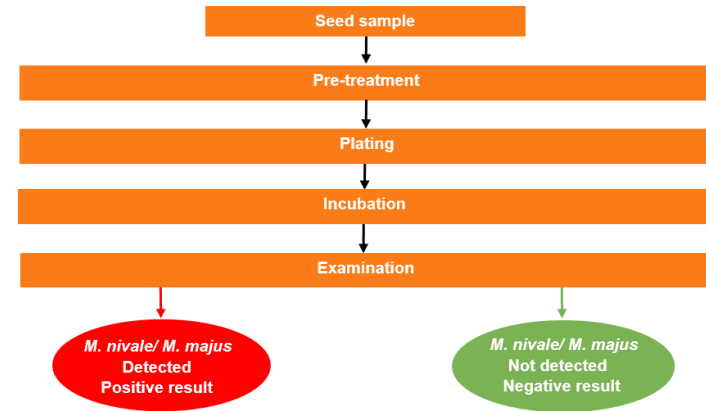 Seed sample
Pre-treatment
Plating
Incubation
Examination
M. nivale/ M. majus
Detected
Positive result
M. nivale/ M. majus
Not detected
Negative result